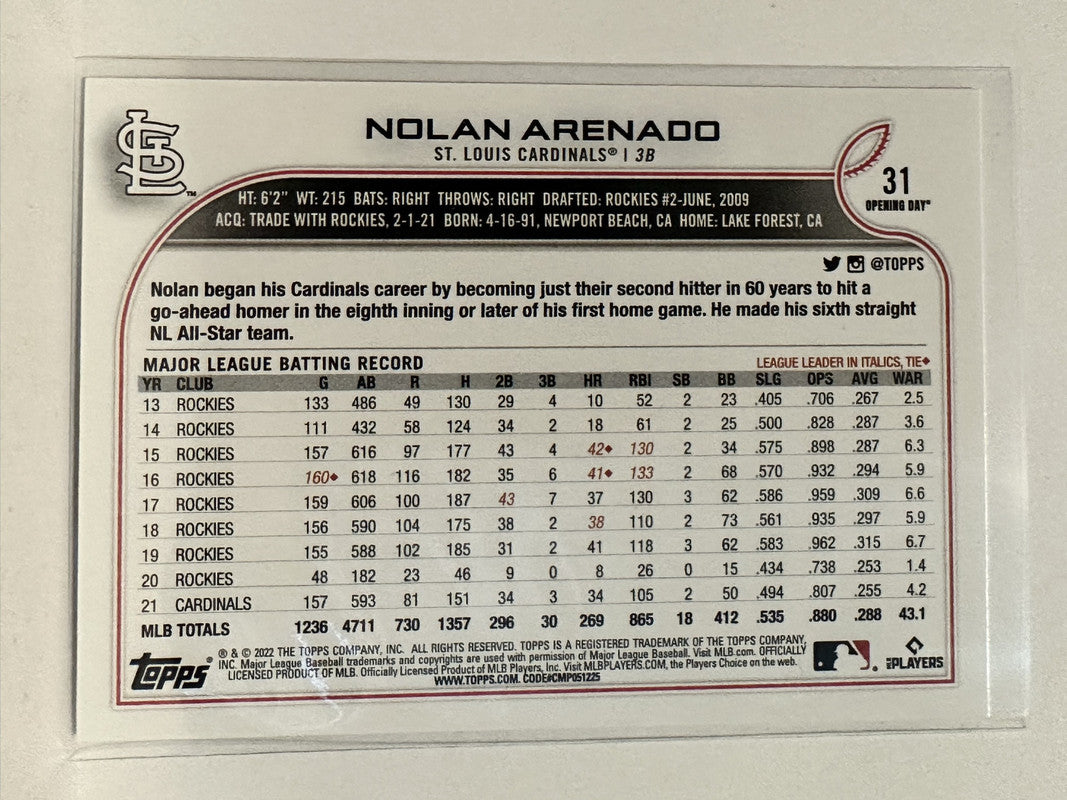 NOLAN ARENADO
ST. LOUIS CARDINALS® | 3B
31
OPENING DAY®
HT: 6'2" WT: 215 BATS: RIGHT THROWS: RIGHT DRAFTED: ROCKIES #2-JUNE, 2009
ACQ: TRADE WITH ROCKIES, 2-1-21 BORN: 4-16-91, NEWPORT BEACH, CA HOME: LAKE FOREST, CA
@TOPPS
Nolan began his Cardinals career by becoming just their second hitter in 60 years to hit a
go-ahead homer in the eighth inning or later of his first home game. He made his sixth straight
NL All-Star team.
MAJOR LEAGUE BATTING RECORD LEAGUE LEADER IN ITALICS, TIE◆
YR CLUB G AB R H 2B 3B HR RBI SB BB SLG OPS AVG WAR
13 ROCKIES 133 486 49 130 29 4 10 52 2 23 .405 .706 .267 2.5
14 ROCKIES 111 432 58 124 34 2 18 61 2 25 .500 .828 .287 3.6
15 ROCKIES 157 616 97 177 43 4 42◆ 130 2 34 .575 .898 .287 6.3
16 ROCKIES 160◆ 618 116 182 35 6 41◆ 133 2 68 .570 .932 .294 5.9
17 ROCKIES 159 606 100 187 43 7 37 130 3 62 .586 .959 .309 6.6
18 ROCKIES 156 590 104 175 38 2 38 110 2 73 .561 .935 .297 5.9
19 ROCKIES 155 588 102 185 31 2 41 118 3 62 .583 .962 .315 6.7
20 ROCKIES 48 182 23 46 9 0 8 26 0 15 .434 .738 .253 1.4
21 CARDINALS 157 593 81 151 34 3 34 105 2 50 .494 .807 .255 4.2
MLB TOTALS 1236 4711 730 1357 296 30 269 865 18 412 .535 .880 .288 43.1
Topps
® & © 2022 THE TOPPS COMPANY, INC. ALL RIGHTS RESERVED. TOPPS IS A REGISTERED TRADEMARK OF THE TOPPS COMPANY,
INC. Major League Baseball trademarks and copyrights are used with permission of Major League Baseball. Visit MLB.com. OFFICIALLY
LICENSED PRODUCT OF MLB Players, Inc. Officially Licensed Product of MLB Players, Inc. Visit MLBPLAYERS.COM, the Players Choice on the web.
WWW.TOPPS.COM. CODE#CMP051225
PLAYERS